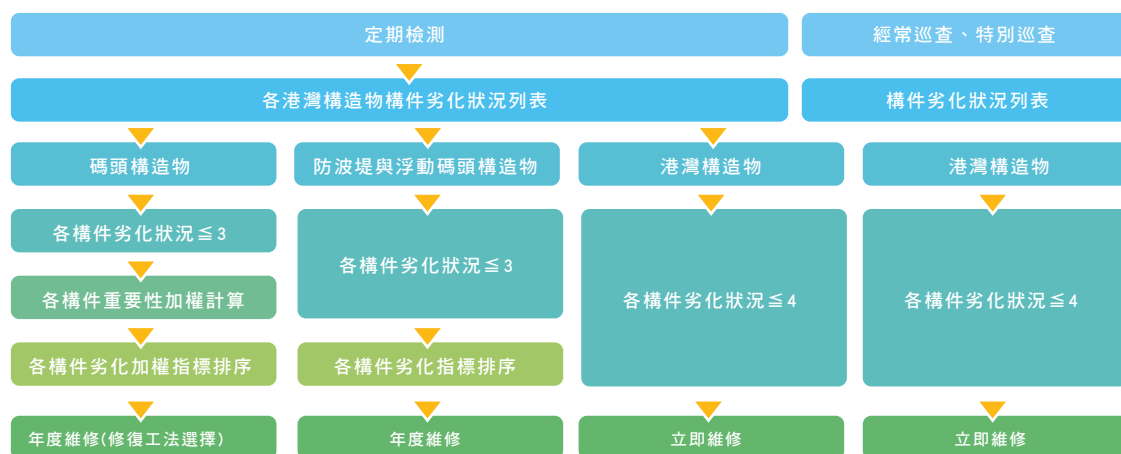 定期檢測
經常巡查、特別巡查
各港灣構造物構件劣化狀況列表
構件劣化狀況列表
碼頭構造物
防波堤與浮動碼頭構造物
港灣構造物
港灣構造物
各構件劣化狀況≦3
各構件劣化狀況≦3
各構件劣化狀況≦4
各構件劣化狀況≦4
各構件重要性加權計算
各構件劣化加權指標排序
各構件劣化指標排序
年度維修(修復工法選擇)
年度維修
立即維修
立即維修